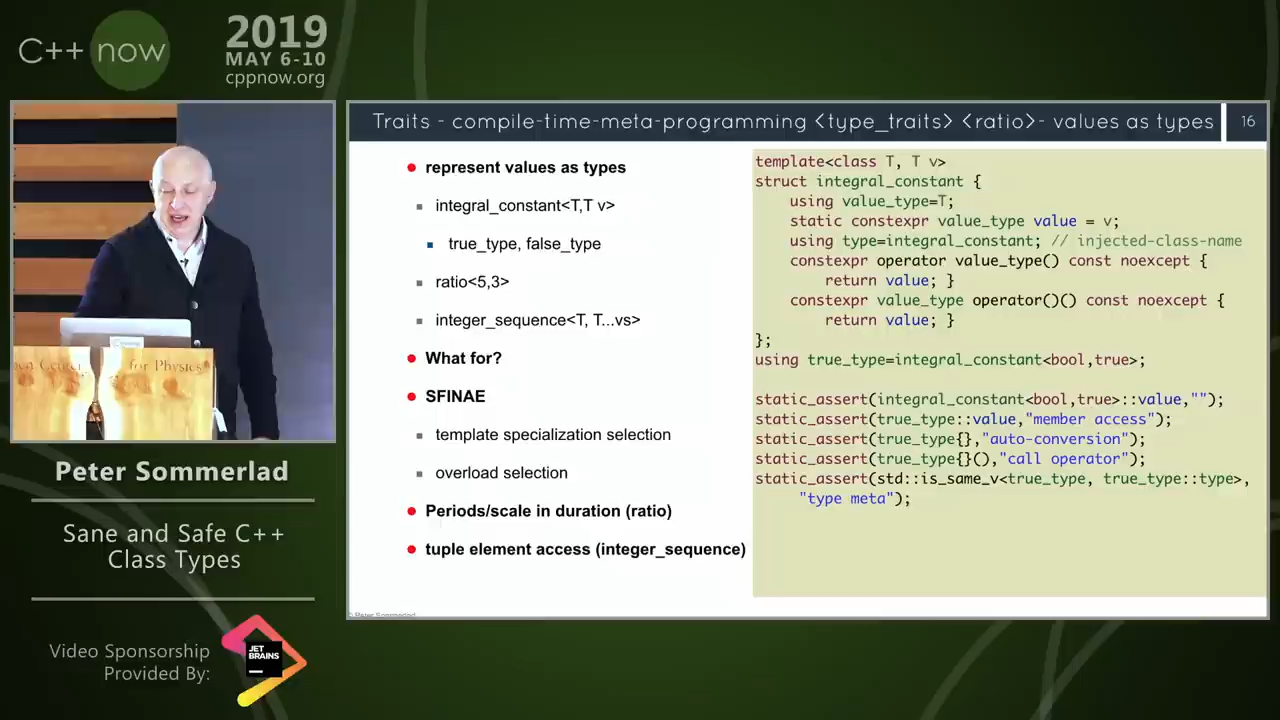 C++ now
2019
MAY 6-10
cppnow.org
Traits - compile-time-meta-programming <type_traits> <ratio>- values as types
16
represent values as types
integral_constant<T,T v>
true_type, false_type
ratio<5,3>
integer_sequence<T, T...vs>
What for?
SFINAE
template specialization selection
overload selection
Periods/scale in duration (ratio)
tuple element access (integer_sequence)
template<class T, T v>
struct integral_constant {
    using value_type=T;
    static constexpr value_type value = v;
    using type=integral_constant; // injected-class-name
    constexpr operator value_type() const noexcept {
        return value; }
    constexpr value_type operator()() const noexcept {
        return value; }
};
using true_type=integral_constant<bool,true>;
static_assert(integral_constant<bool,true>::value,"");
static_assert(true_type::value,"member access");
static_assert(true_type{},"auto-conversion");
static_assert(true_type{}(),"call operator");
static_assert(std::is_same_v<true_type, true_type::type>,
    "type meta");
© Peter Sommerlad
for Physics
Peter Sommerlad
Sane and Safe C++
Class Types
Video Sponsorship
Provided By:
JET
BRAINS